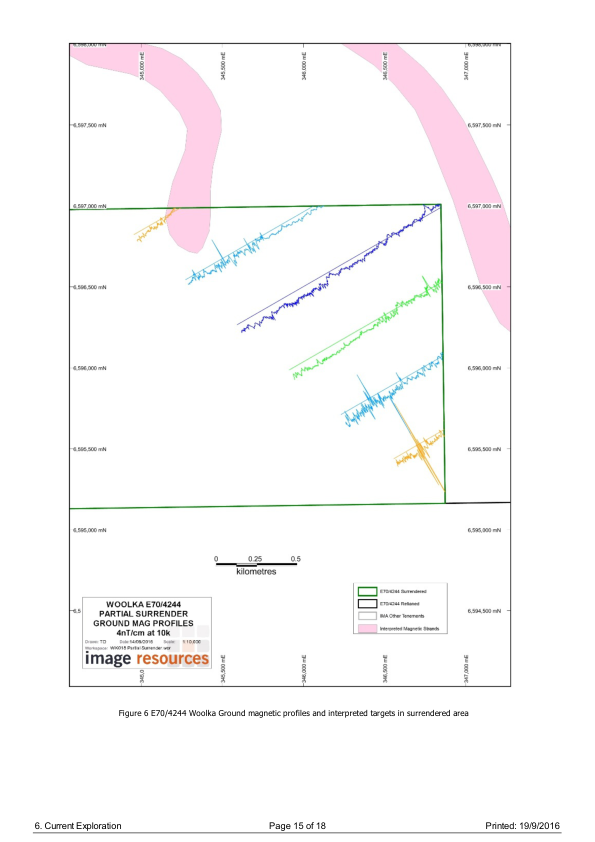 6,598,000 mN
6,598,000 mN
345,000 mE
345,500 mE
346,000 mE
346,500 mE
347,000 mE
6,597,500 mN
6,597,500 mN
6,597,000 mN
6,597,000 mN
6,596,500 mN
6,596,500 mN
6,596,000 mN
6,596,000 mN
6,595,500 mN
6,595,500 mN
6,595,000 mN
6,595,000 mN
0 0.25 0.5
kilometres
E70/4244 Surrendered
E70/4244 Retained
IMA Other Tenements
Interpreted Magnetic Strands
6,5
6,594,500 mN
WOOLKA E70/4244
PARTIAL SURRENDER
GROUND MAG PROFILES
4nT/cm at 10k
Drawn: TD Date: 14/09/2016 Scale: 1:10,000
Workspace: Partial Surrender.wor
image resources
345,0
345,500 mE
346,0
346,500 mE
347,000 mE
Figure 6 E70/4244 Woolka Ground magnetic profiles and interpreted targets in surrendered area
6. Current Exploration Page 15 of 18 Printed: 19/9/2016